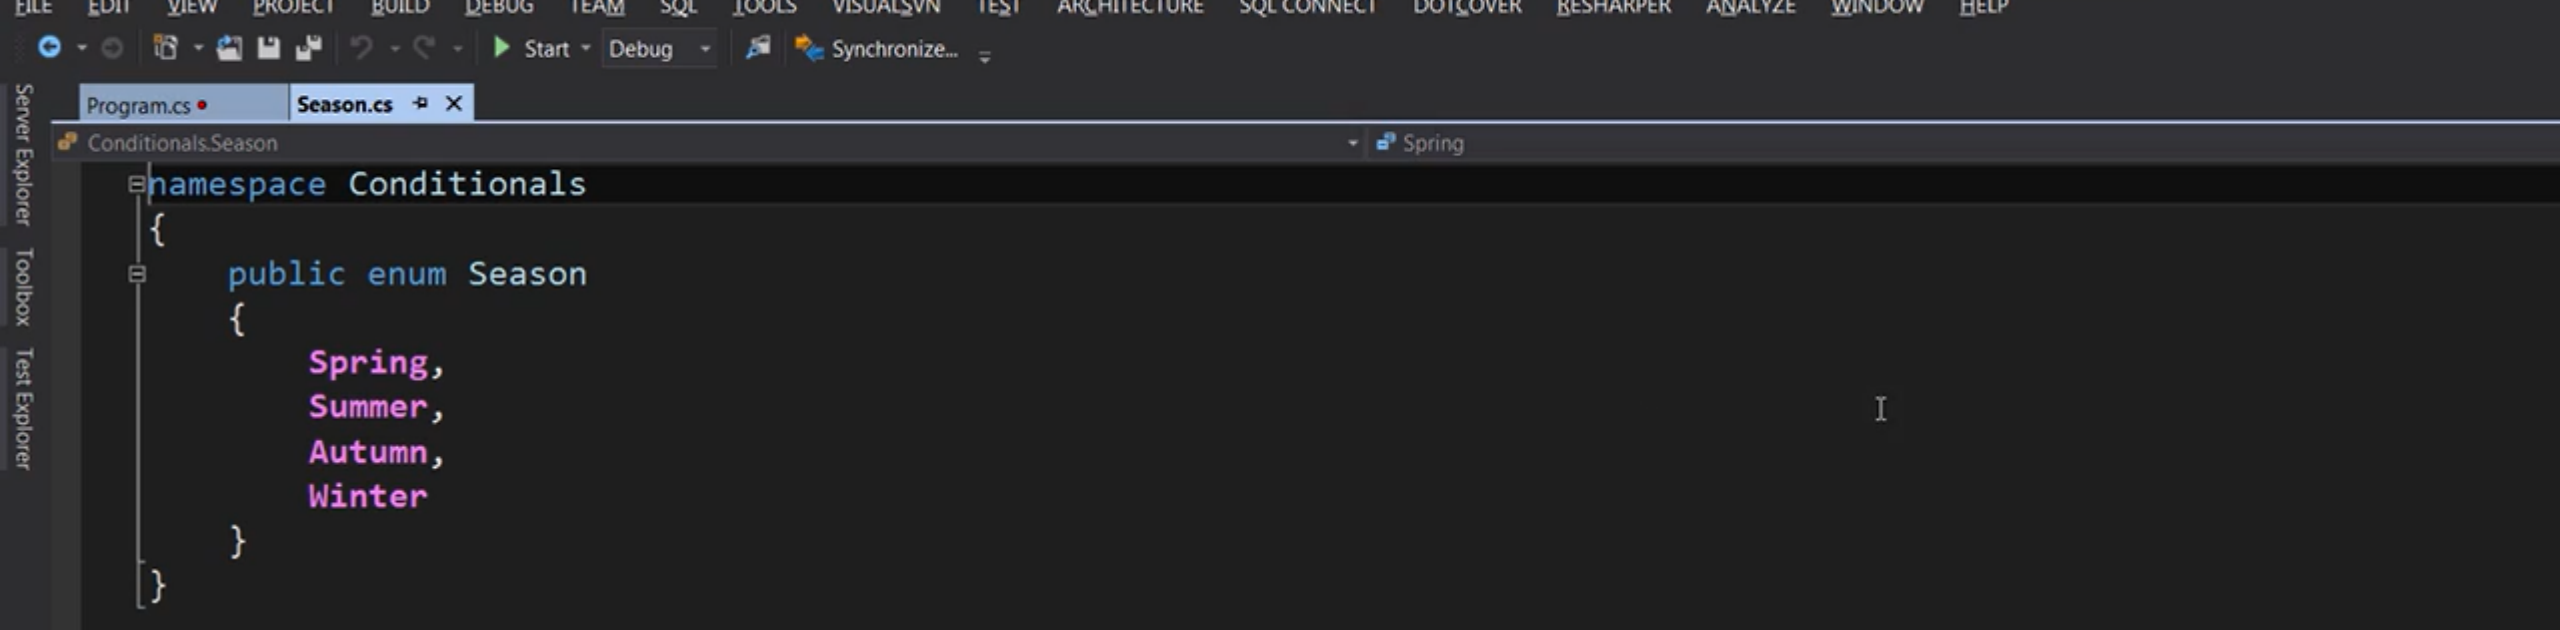 FILE EDIT VIEW PROJECT BUILD DEBUG TEAM SQL TOOLS VISUALSVN TEST ARCHITECTURE SQL CONNECT DOTCOVER RESHARPER ANALYZE WINDOW HELP
Start Debug Synchronize...
Server Explorer
Toolbox
Test Explorer
Program.cs Season.cs
Conditionals.Season Spring
namespace Conditionals
{
    public enum Season
    {
        Spring,
        Summer,
        Autumn,
        Winter
    }
}